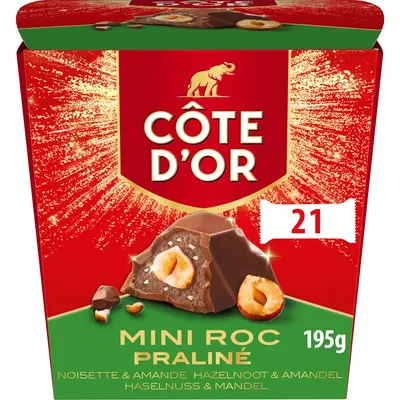 CÔTE
D'OR
21
MINI ROC
PRALINÉ
195g
NOISETTE & AMANDE HAZELNOOT & AMANDEL
HASELNUSS & MANDEL